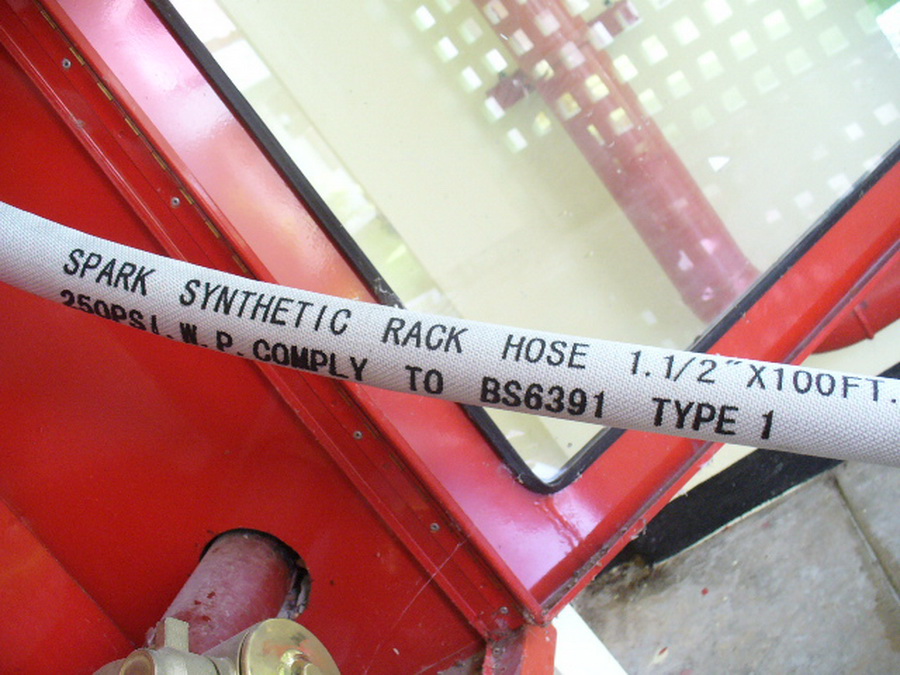 SPARK SYNTHETIC RACK HOSE 1.1/2"X100FT.
250PSI.W.P.COMPLY TO BS6391 TYPE 1